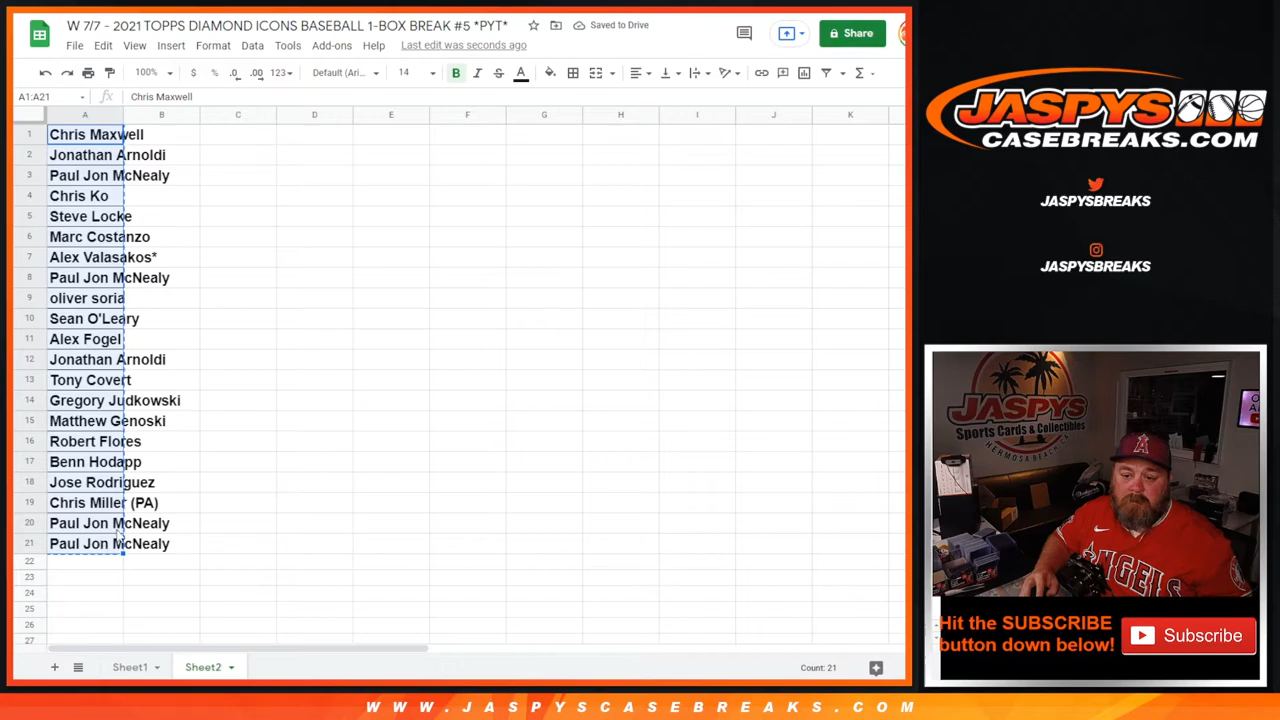 W 7/7 - 2021 TOPPS DIAMOND ICONS BASEBALL 1-BOX BREAK #5 *PYT*
Saved to Drive
File Edit View Insert Format Data Tools Add-ons Help Last edit was seconds ago
Share
100% $ % .0 .00 123 Default (Ari... 14 B I S A
A1:A21 fx Chris Maxwell
A B C D E F G H I J K
1 Chris Maxwell
2 Jonathan Arnoldi
3 Paul Jon McNealy
4 Chris Ko
5 Steve Locke
6 Marc Costanzo
7 Alex Valasakos*
8 Paul Jon McNealy
9 oliver soria
10 Sean O'Leary
11 Alex Fogel
12 Jonathan Arnoldi
13 Tony Covert
14 Gregory Judkowski
15 Matthew Genoski
16 Robert Flores
17 Benn Hodapp
18 Jose Rodriguez
19 Chris Miller (PA)
20 Paul Jon McNealy
21 Paul Jon McNealy
22
23
24
25
26
27
Sheet1 Sheet2 Count: 21
JASPYS
CASEBREAKS.COM
JASPYSBREAKS
JASPYSBREAKS
JASPYS
Sports Cards & Collectibles
HERMOSA BEACH, CA
A
ANGELS
Hit the SUBSCRIBE
button down below!
Subscribe
WWW.JASPYSCASEBREAKS.COM